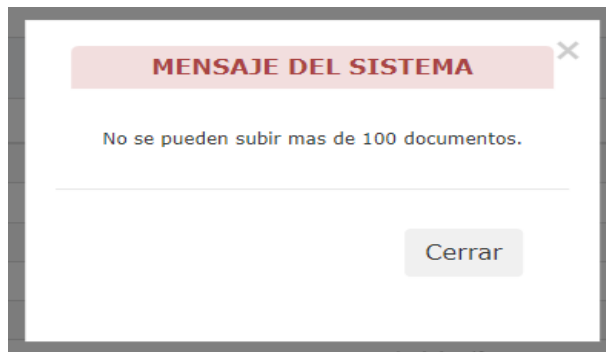 MENSAJE DEL SISTEMA
No se pueden subir mas de 100 documentos.
Cerrar